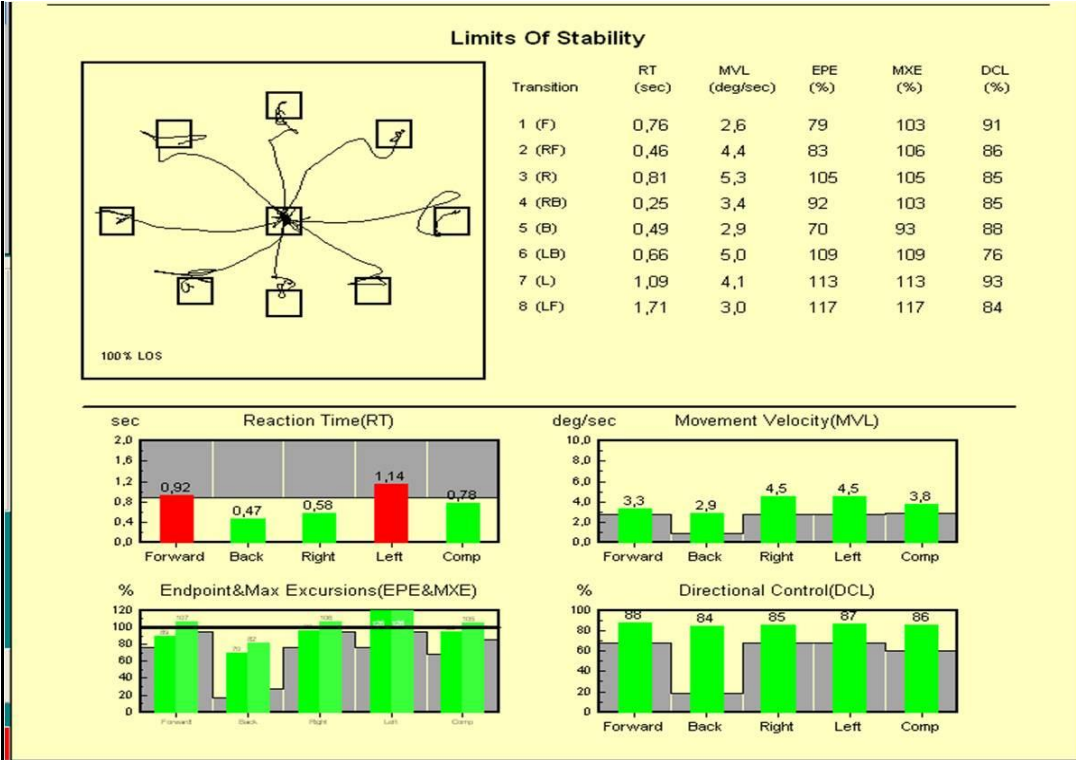 Limits Of Stability
Transition RT (sec) MVL (deg/sec) EPE (%) MXE (%) DCL (%)
1 (F) 0,76 2,6 79 103 91
2 (RF) 0,46 4,4 83 106 86
3 (R) 0,81 5,3 105 105 85
4 (RB) 0,25 3,4 92 103 85
5 (B) 0,49 2,9 70 93 88
6 (LB) 0,66 5,0 109 109 76
7 (L) 1,09 4,1 113 113 93
8 (LF) 1,71 3,0 117 117 84
100% LOS
sec Reaction Time(RT)
2,0
1,6
1,2
0,8
0,4
0,0
0,92 0,47 0,58 1,14 0,78
Forward Back Right Left Comp
deg/sec Movement Velocity(MVL)
10,0
8,0
6,0
4,0
2,0
0,0
3,3 2,9 4,5 4,5 3,8
Forward Back Right Left Comp
% Endpoint&Max Excursions(EPE&MXE)
120
100
80
60
40
20
0
107 82
Forward Back Right Left Comp
% Directional Control(DCL)
100
80
60
40
20
0
88 84 85 87 86
Forward Back Right Left Comp